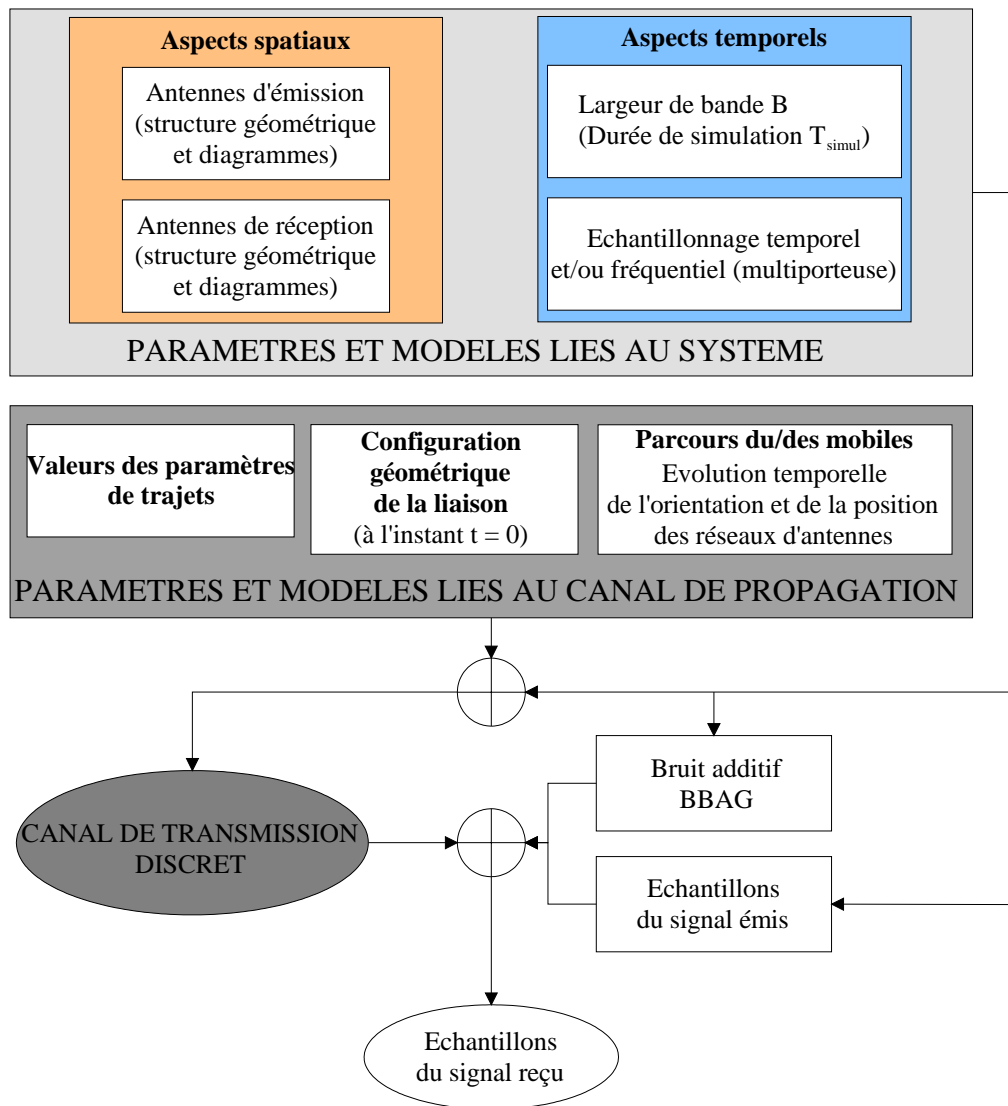 Aspects spatiaux
Antennes d'émission
(structure géométrique
et diagrammes)
Antennes de réception
(structure géométrique
et diagrammes)
Aspects temporels
Largeur de bande B
(Durée de simulation T_simul)
Echantillonnage temporel
et/ou fréquentiel (multiporteuse)
PARAMETRES ET MODELES LIES AU SYSTEME
Valeurs des paramètres
de trajets
Configuration
géométrique
de la liaison
(à l'instant t = 0)
Parcours du/des mobiles
Evolution temporelle
de l'orientation et de la position
des réseaux d'antennes
PARAMETRES ET MODELES LIES AU CANAL DE PROPAGATION
Bruit additif
BBAG
CANAL DE TRANSMISSION
DISCRET
Echantillons
du signal émis
Echantillons
du signal reçu